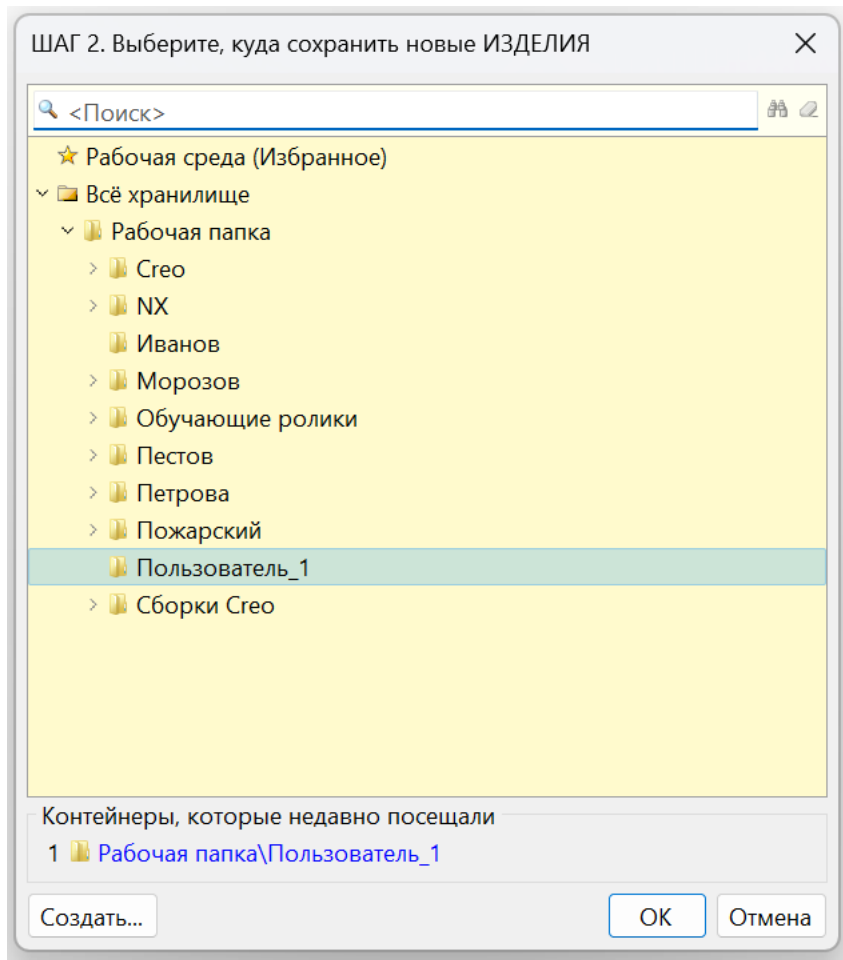 ШАГ 2. Выберите, куда сохранить новые ИЗДЕЛИЯ
<Поиск>
Рабочая среда (Избранное)
Всё хранилище
Рабочая папка
Creo
NX
Иванов
Морозов
Обучающие ролики
Пестов
Петрова
Пожарский
Пользователь_1
Сборки Creo
Контейнеры, которые недавно посещали
1 Рабочая папка\Пользователь_1
Создать... OK Отмена